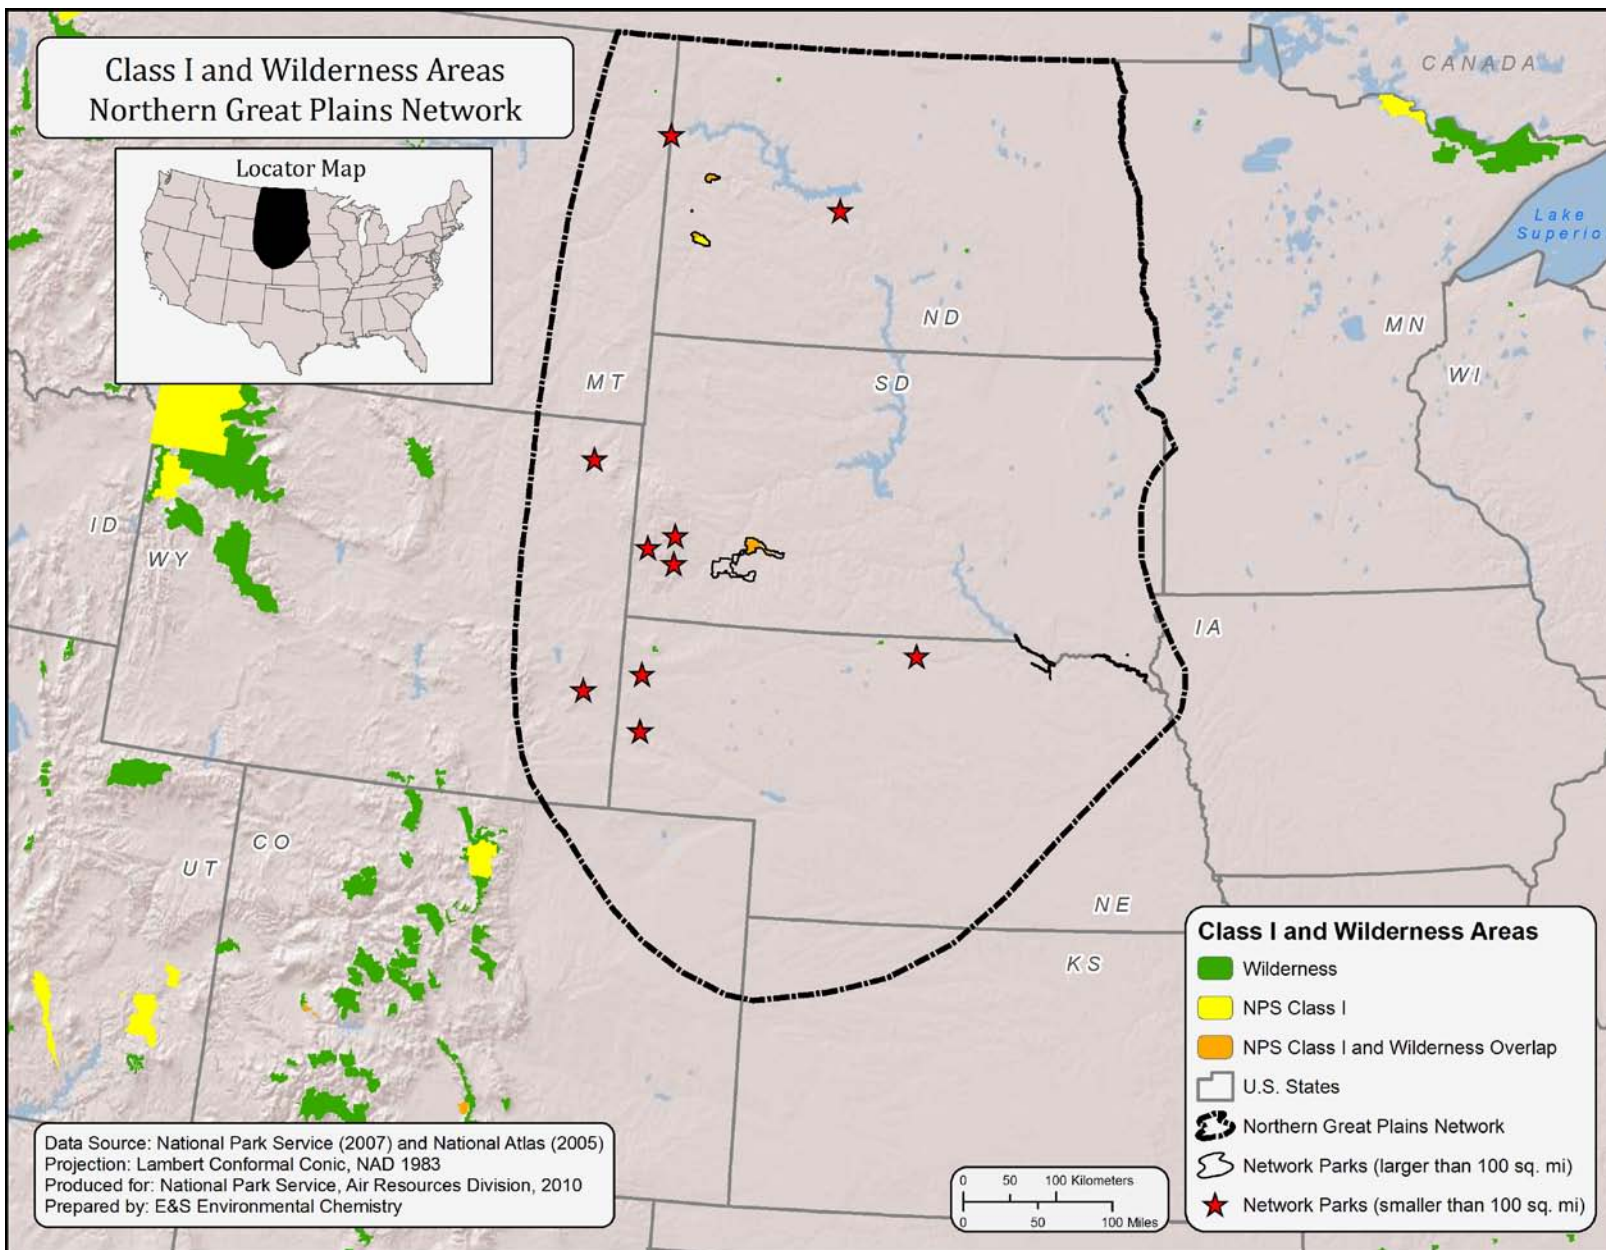 Class I and Wilderness Areas
Northern Great Plains Network
Locator Map
CANADA
Lake
Superio
ND
MN
WI
MT
SD
ID
WY
IA
CO
UT
NE
KS
Class I and Wilderness Areas
Wilderness
NPS Class I
NPS Class I and Wilderness Overlap
U.S. States
Northern Great Plains Network
Network Parks (larger than 100 sq. mi)
Network Parks (smaller than 100 sq. mi)
Data Source: National Park Service (2007) and National Atlas (2005)
Projection: Lambert Conformal Conic, NAD 1983
Produced for: National Park Service, Air Resources Division, 2010
Prepared by: E&S Environmental Chemistry
0 50 100 Kilometers
0 50 100 Miles